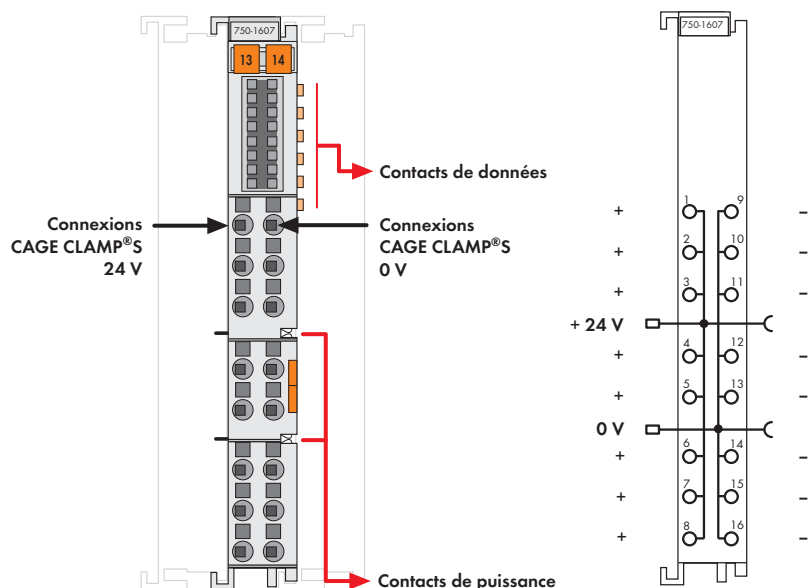 750-1607
13 14
Contacts de données
Connexions
CAGE CLAMP®S
24 V
Connexions
CAGE CLAMP®S
0 V
Contacts de puissance
750-1607
+ 1 9 –
+ 2 10 –
+ 3 11 –
+ 24 V
+ 4 12 –
+ 5 13 –
0 V
+ 6 14 –
+ 7 15 –
+ 8 16 –